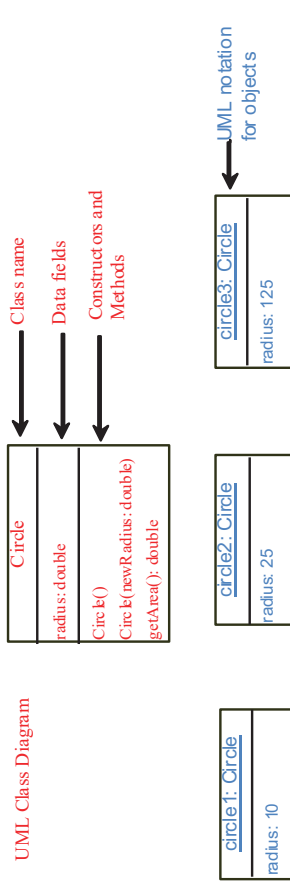 UML Class Diagram
Circle
Class name
radius: double
Data fields
Circle()
Circle(newRadius: double)
getArea(): double
Constructors and
Methods
circle1: Circle
radius: 10
circle2: Circle
radius: 25
circle3: Circle
radius: 125
UML notation
for objects